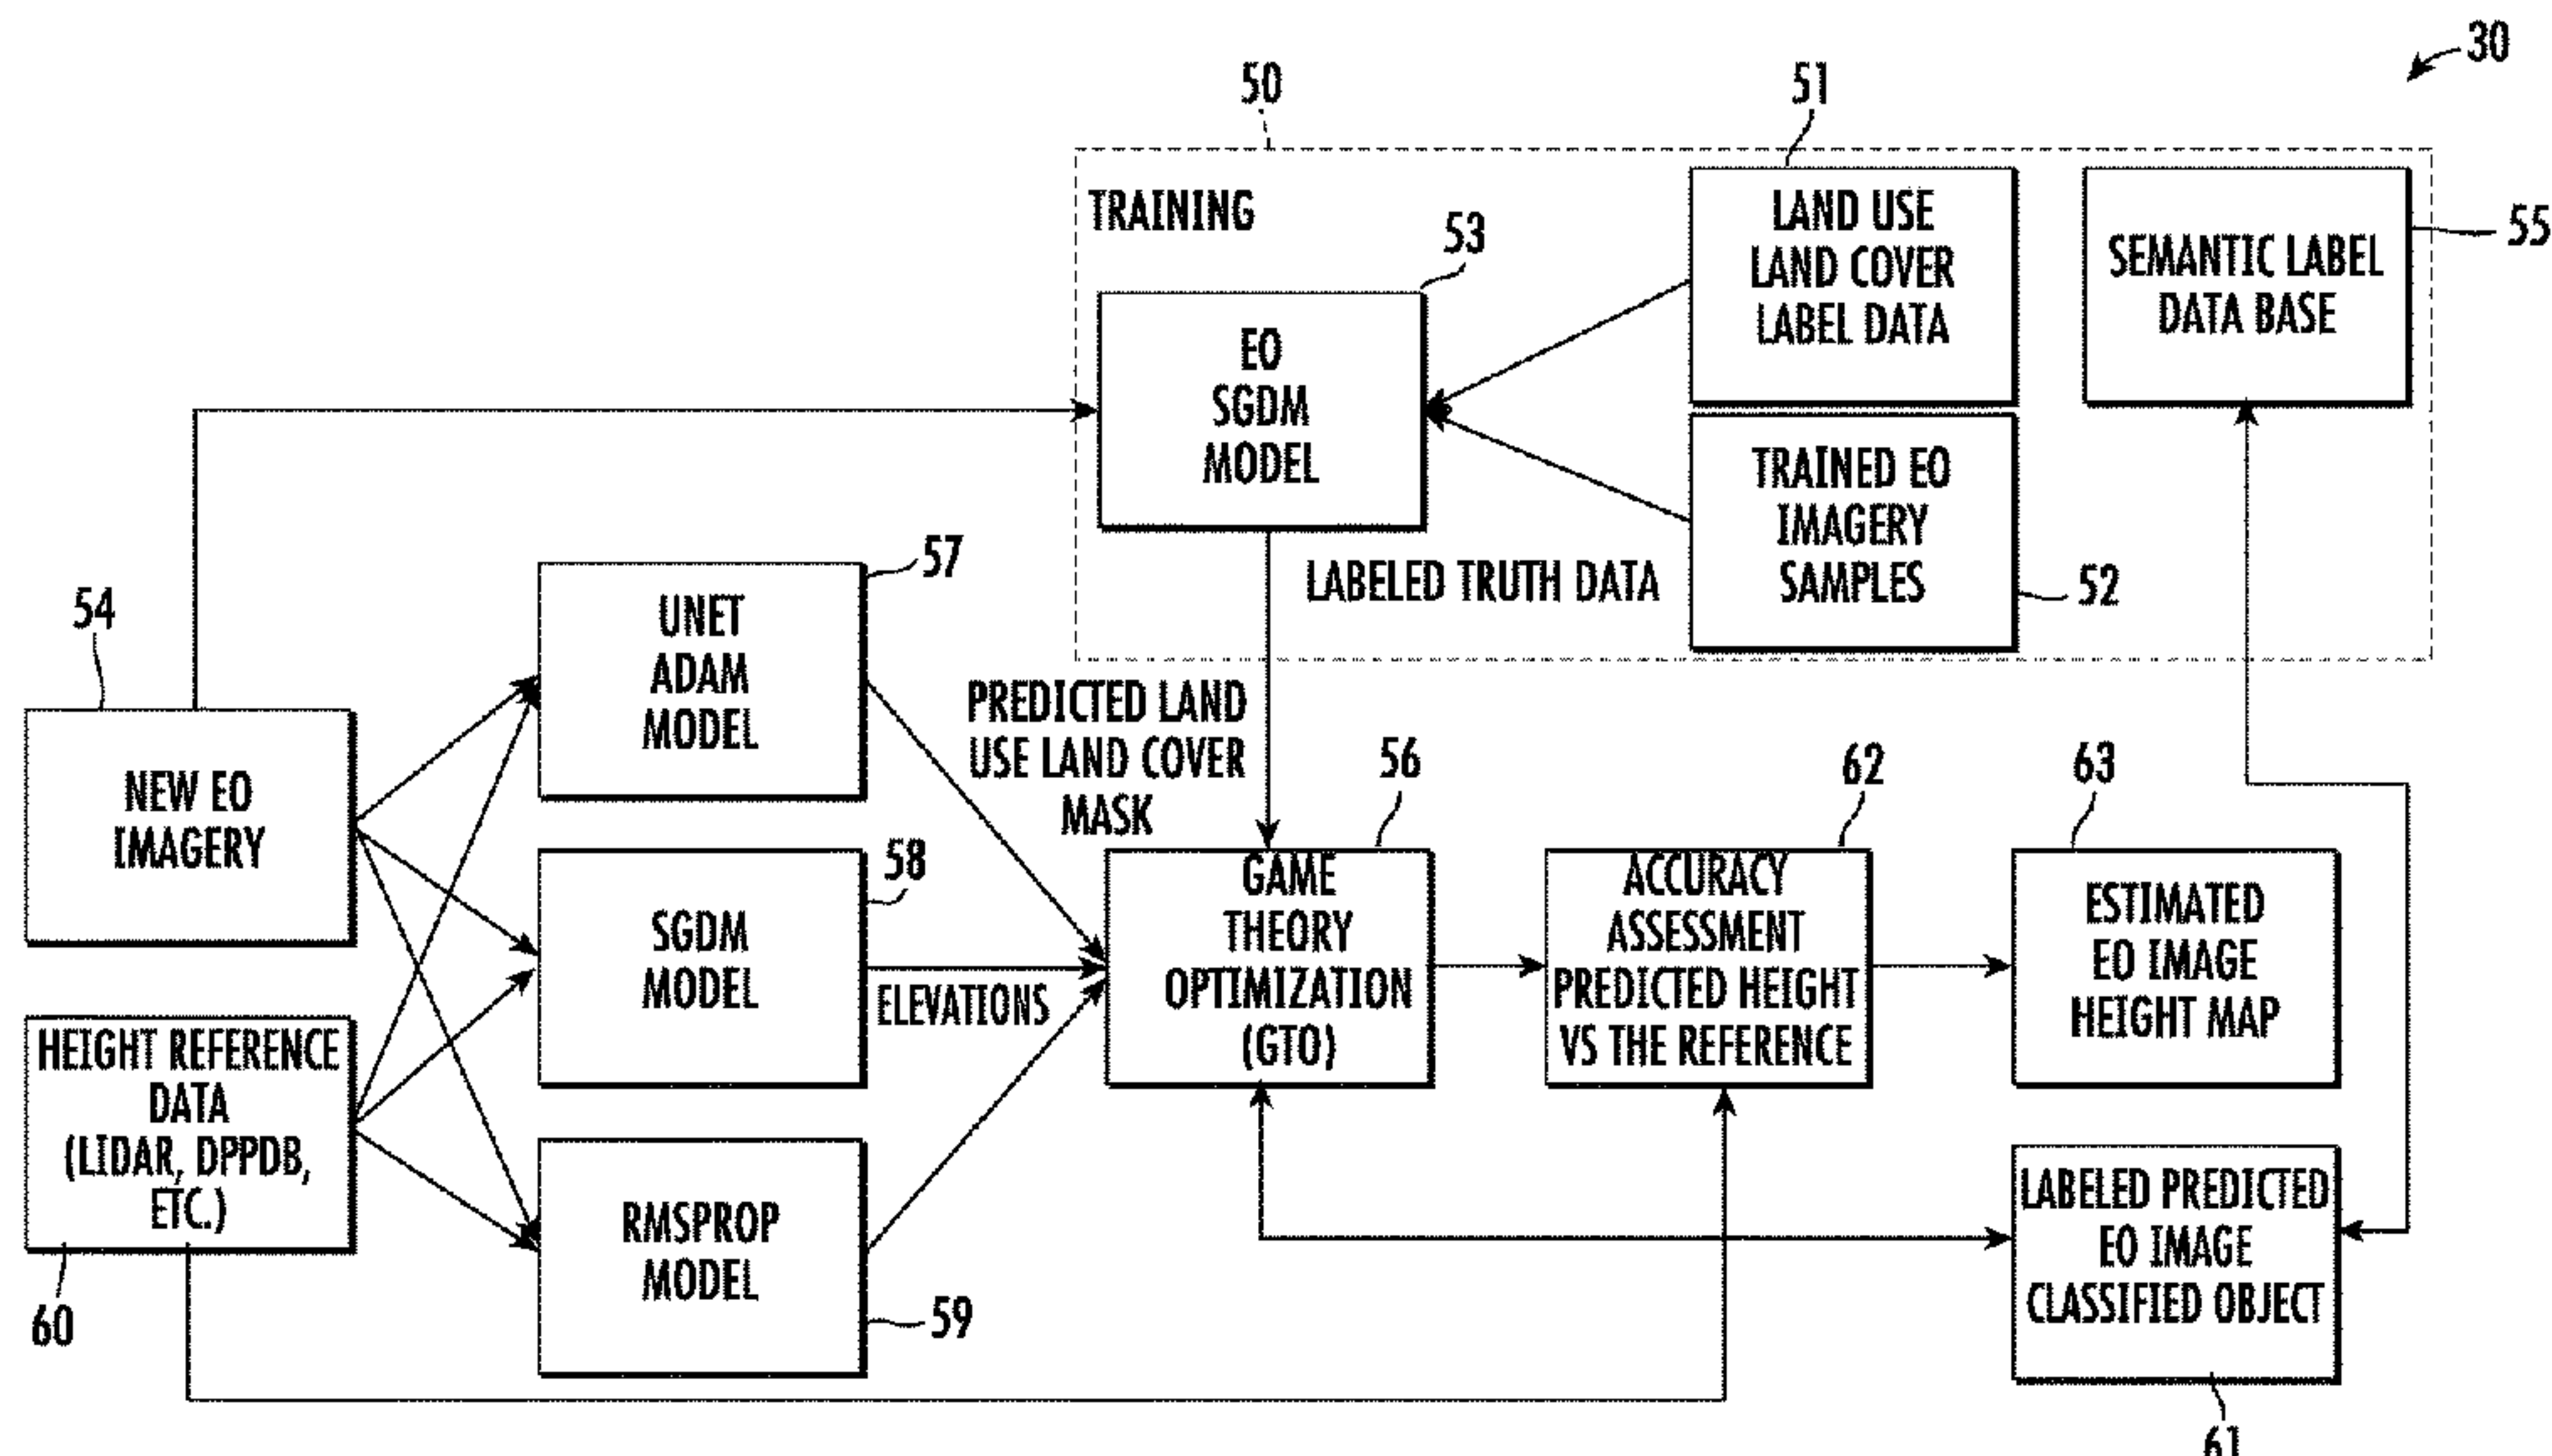 30
50
51
TRAINING
53
LAND USE
LAND COVER
LABEL DATA
SEMANTIC LABEL
DATA BASE
55
EO
SGDM
MODEL
TRAINED EO
IMAGERY
SAMPLES
52
LABELED TRUTH DATA
54
NEW EO
IMAGERY
57
UNET
ADAM
MODEL
PREDICTED LAND
USE LAND COVER
MASK
58
SGDM
MODEL
ELEVATIONS
56
GAME
THEORY
OPTIMIZATION
(GTO)
62
ACCURACY
ASSESSMENT
PREDICTED HEIGHT
VS THE REFERENCE
63
ESTIMATED
EO IMAGE
HEIGHT MAP
HEIGHT REFERENCE
DATA
(LIDAR, DPPDB,
ETC.)
60
RMSPROP
MODEL
59
LABELED PREDICTED
EO IMAGE
CLASSIFIED OBJECT
61